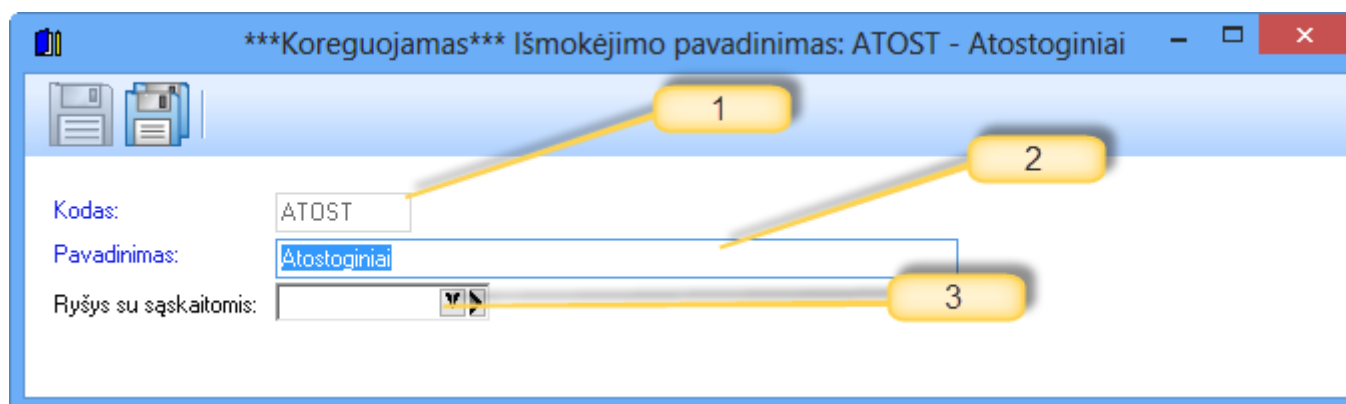 ***Koreguojamas*** Išmokėjimo pavadinimas: ATOST - Atostoginiai
1
2
Kodas: ATOST
Pavadinimas: Atostoginiai
Ryšys su sąskaitomis:
3